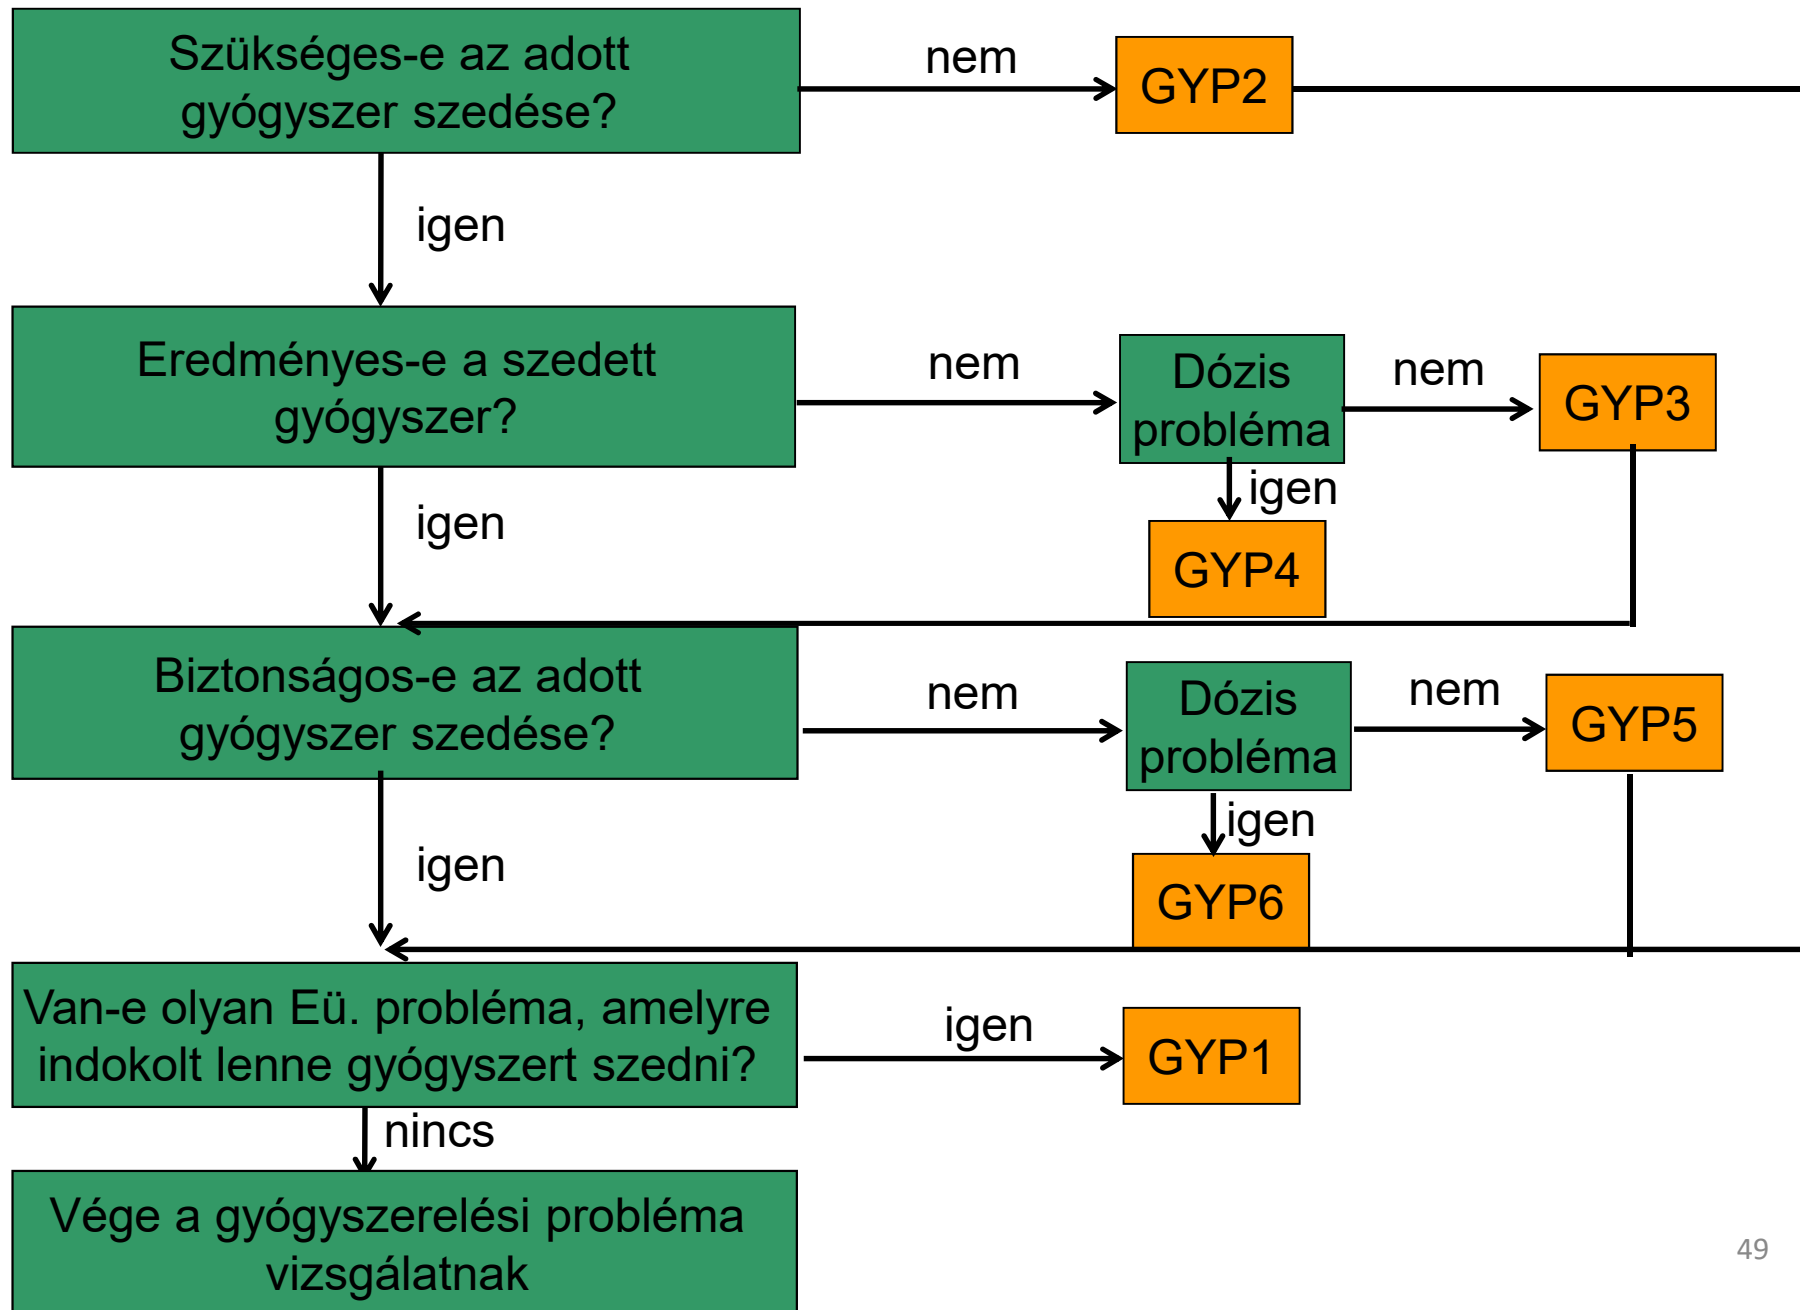 Szükséges-e az adott
gyógyszer szedése?
nem
GYP2
igen
Eredményes-e a szedett
gyógyszer?
nem
Dózis
probléma
nem
GYP3
igen
GYP4
igen
Biztonságos-e az adott
gyógyszer szedése?
nem
Dózis
probléma
nem
GYP5
igen
GYP6
igen
Van-e olyan Eü. probléma, amelyre
indokolt lenne gyógyszert szedni?
igen
GYP1
nincs
Vége a gyógyszerelési probléma
vizsgálatnak
49